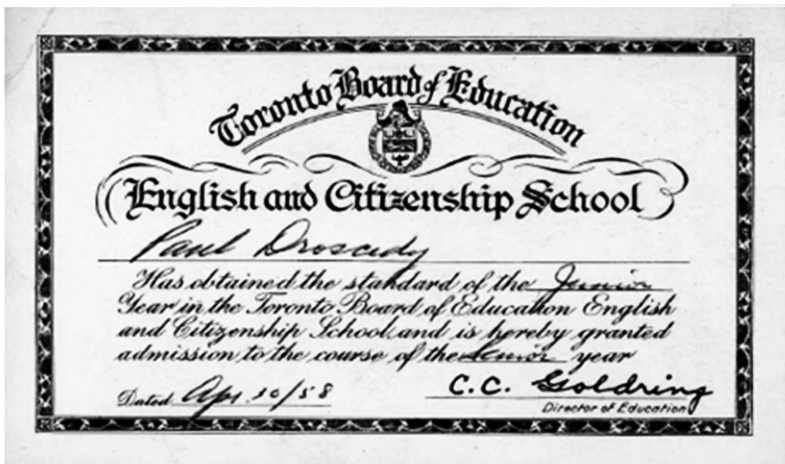 Toronto Board of Education
English and Citizenship School
Paul
Has obtained the standard of the Junior
Year in the Toronto Board of Education English
and Citizenship School and is hereby granted
admission to the course of the year
C.C. Goldring
Dated Apr 10/58
Director of Education